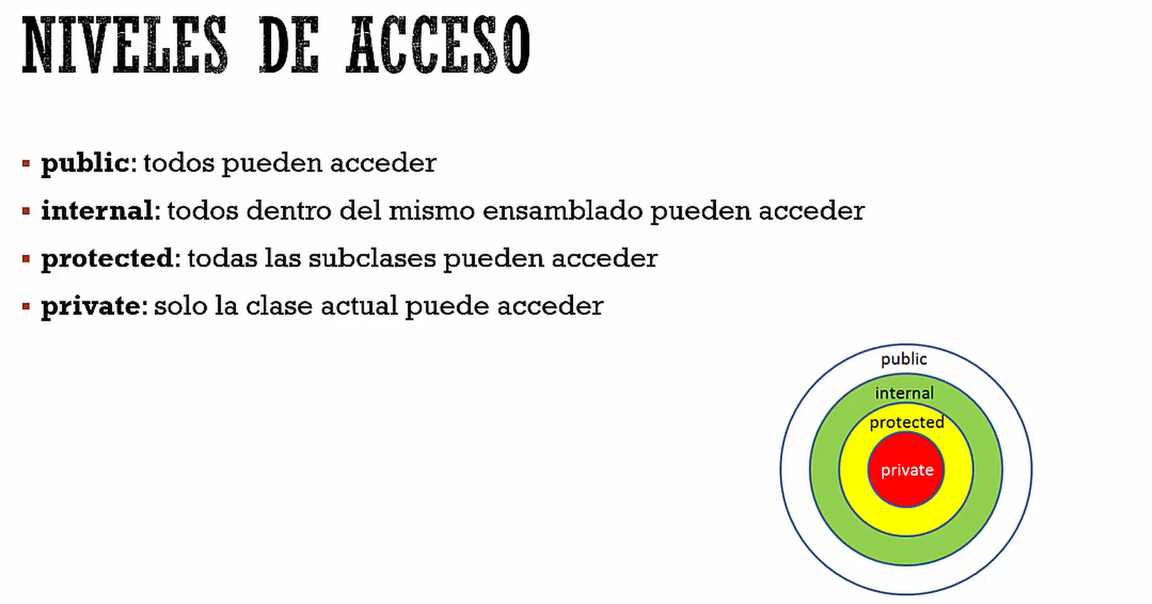 NIVELES DE ACCESO
public: todos pueden acceder
internal: todos dentro del mismo ensamblado pueden acceder
protected: todas las subclases pueden acceder
private: solo la clase actual puede acceder
public
internal
protected
private